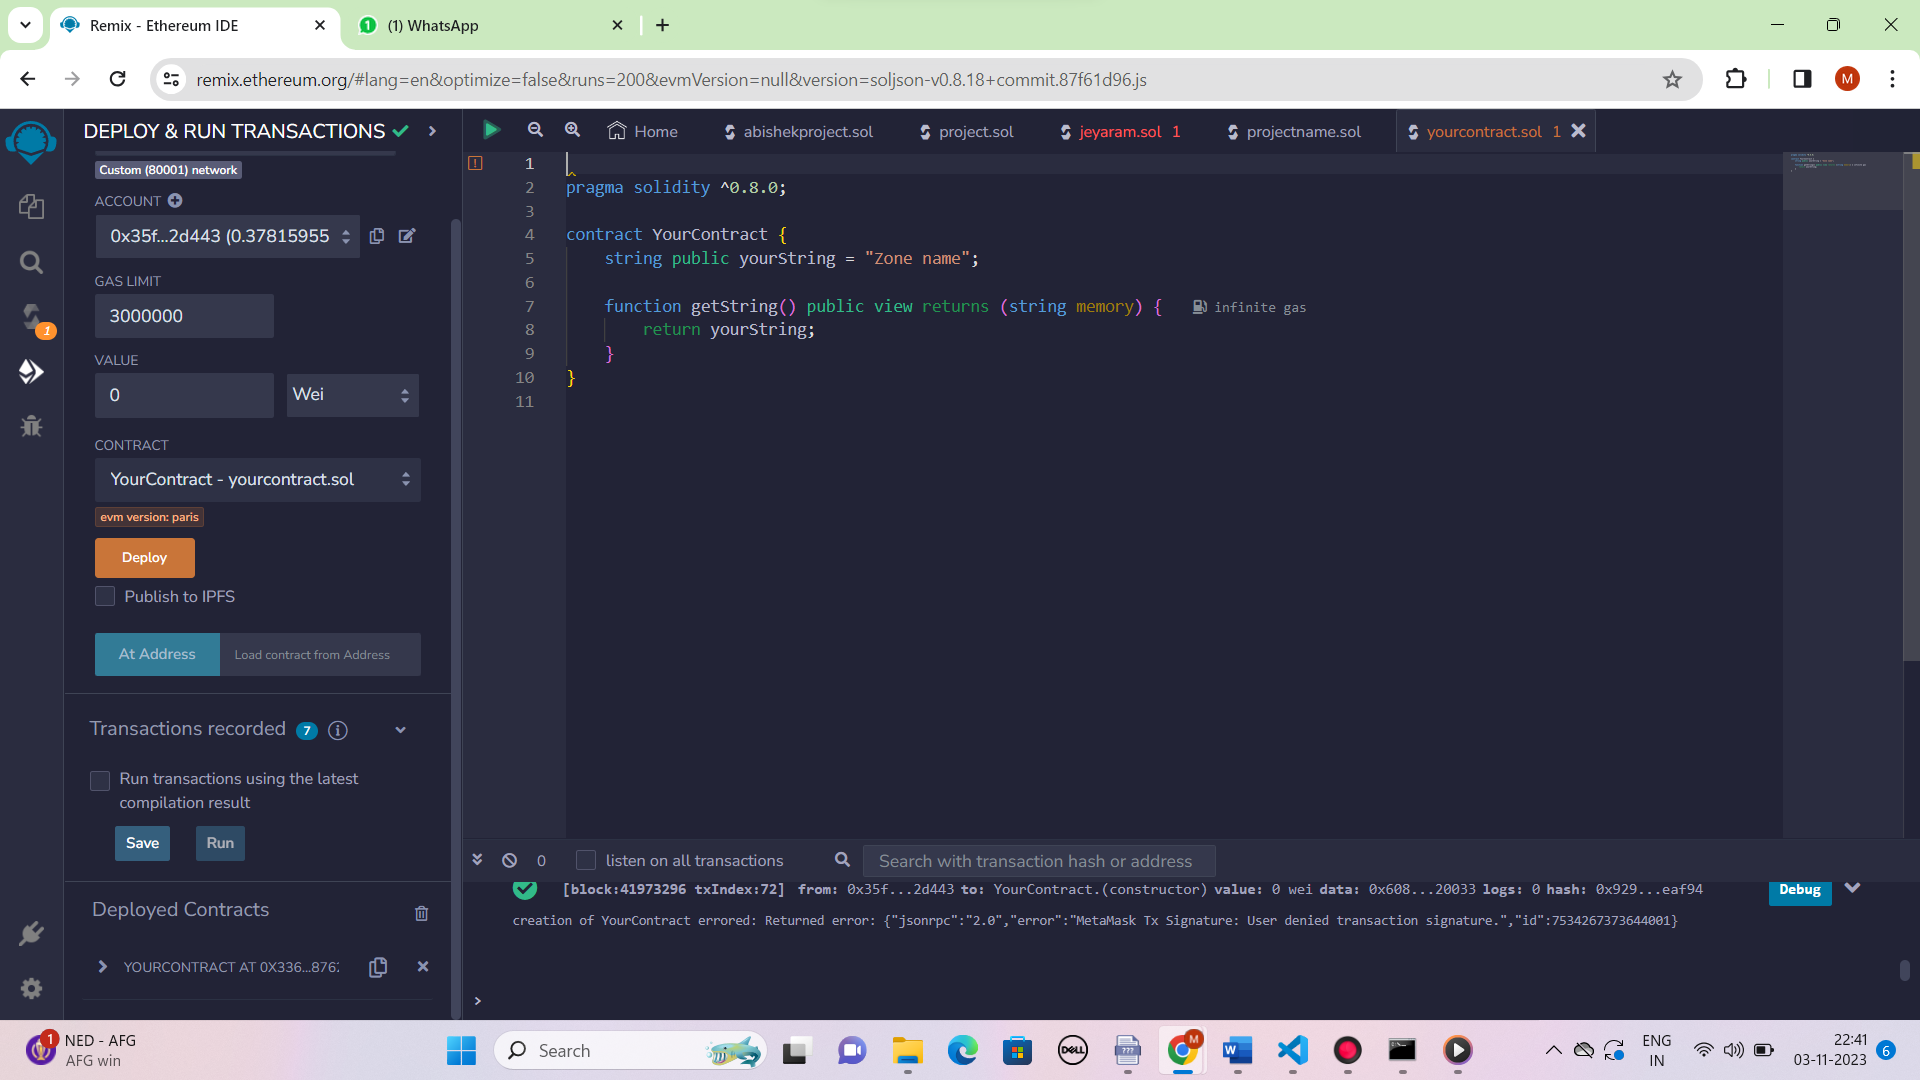 Remix - Ethereum IDE
(1) WhatsApp
remix.ethereum.org/#lang=en&optimize=false&runs=200&evmVersion=null&version=soljson-v0.8.18+commit.87f61d96.js
M
DEPLOY & RUN TRANSACTIONS
Custom (80001) network
ACCOUNT
0x35f...2d443 (0.37815955
GAS LIMIT
3000000
1
VALUE
0
Wei
CONTRACT
YourContract - yourcontract.sol
evm version: paris
Deploy
Publish to IPFS
At Address
Load contract from Address
Transactions recorded 7
Run transactions using the latest
compilation result
Save
Run
Deployed Contracts
YOURCONTRACT AT 0X336...876
Home
abishekproject.sol
project.sol
jeyaram.sol 1
projectname.sol
yourcontract.sol 1
1
2 pragma solidity ^0.8.0;
3
4 contract YourContract {
5 string public yourString = "Zone name";
6
7 function getString() public view returns (string memory) { infinite gas
8 return yourString;
9 }
10 }
11
0
listen on all transactions
Search with transaction hash or address
[block:41973296 txIndex:72] from: 0x35f...2d443 to: YourContract.(constructor) value: 0 wei data: 0x608...20033 logs: 0 hash: 0x929...eaf94
Debug
creation of YourContract errored: Returned error: {"jsonrpc":"2.0","error":"MetaMask Tx Signature: User denied transaction signature.","id":7534267373644001}
>
1
NED - AFG
AFG win
Search
DELL
???
M
W
ENG
IN
22:41
03-11-2023
6